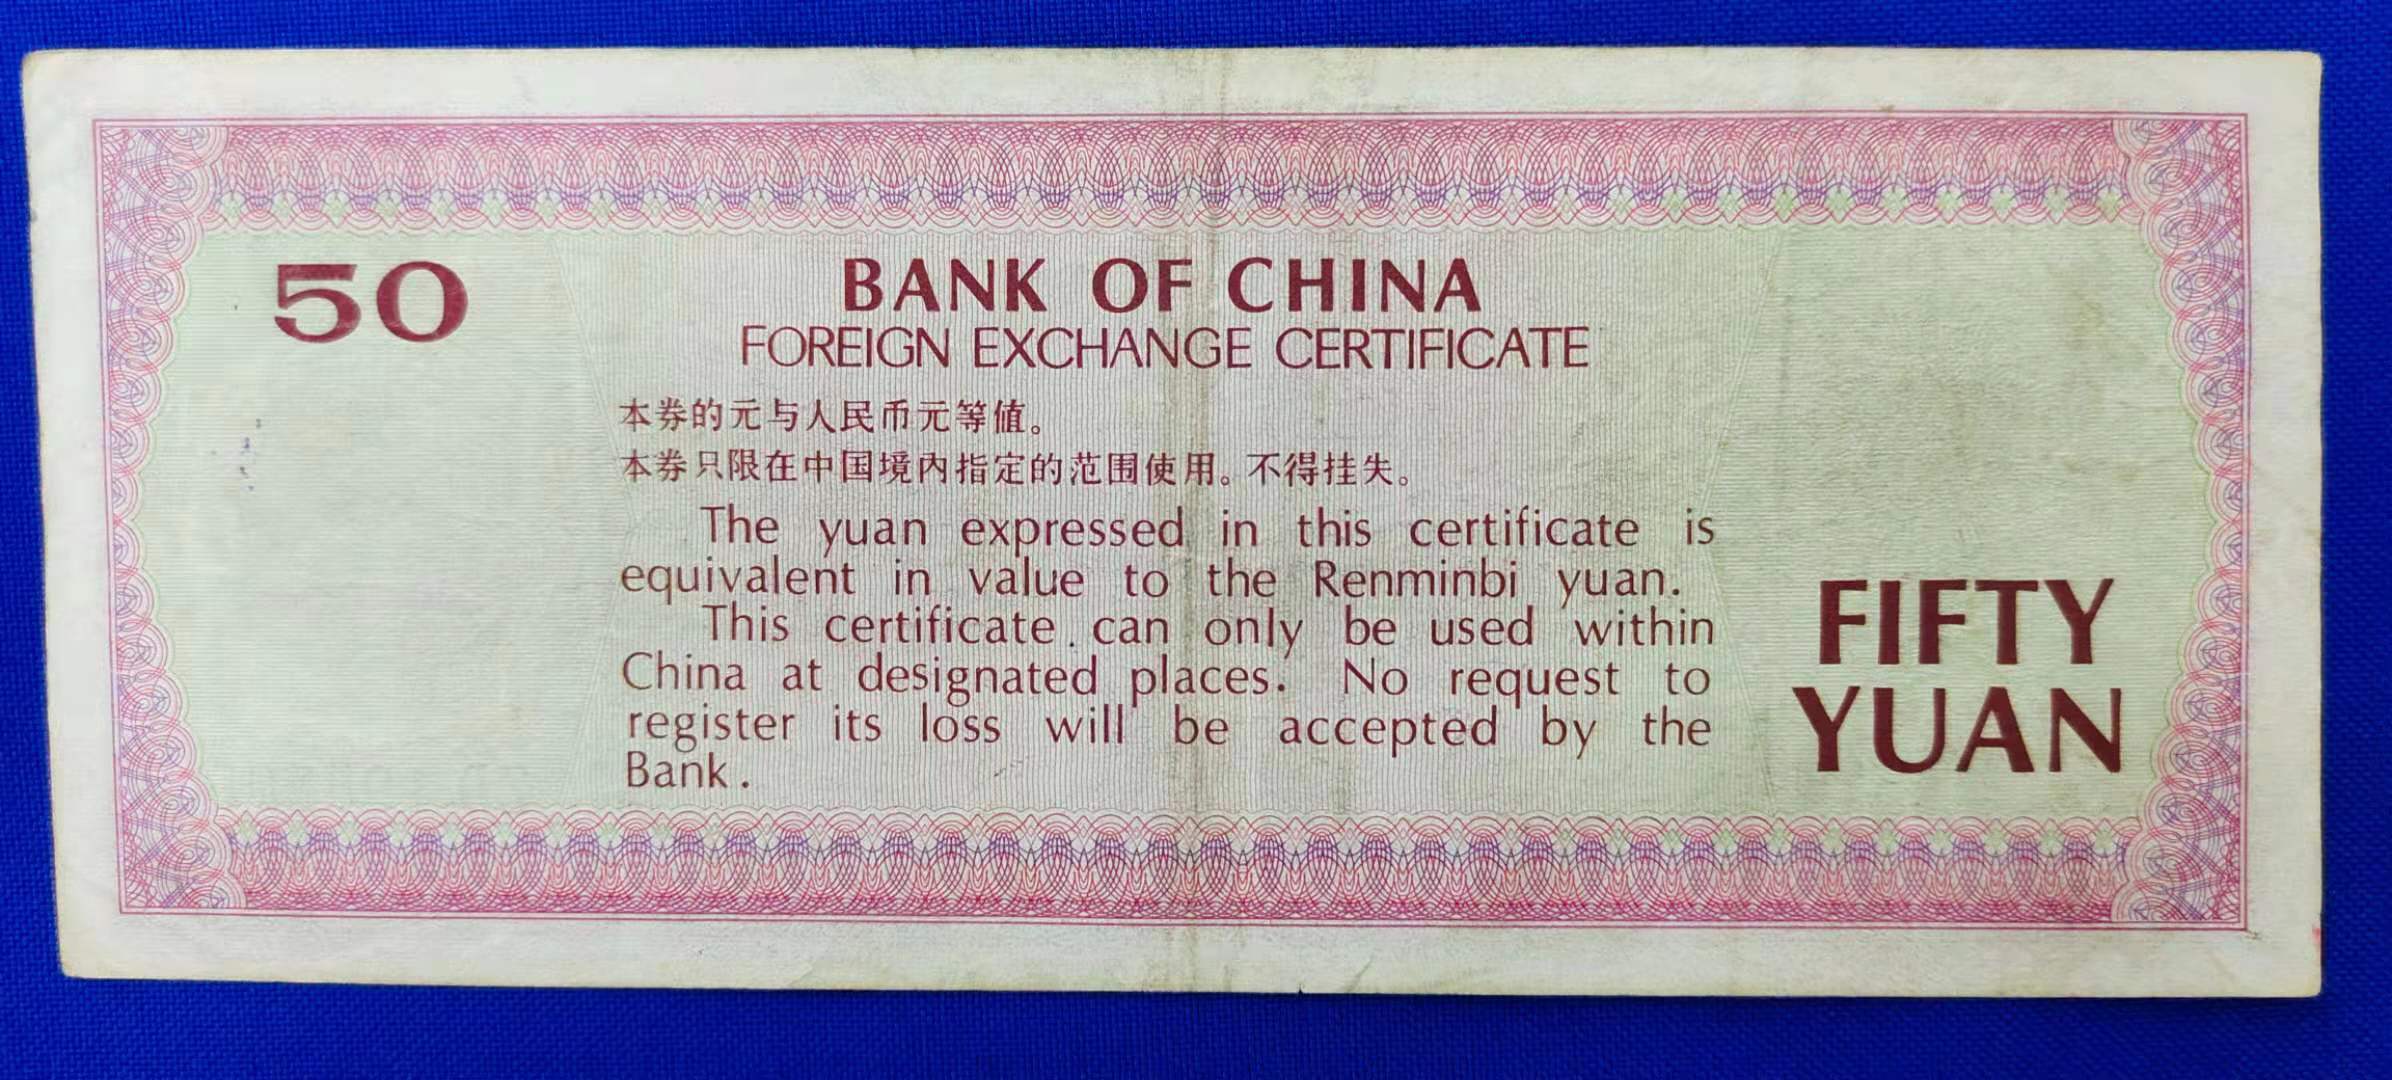 50
BANK OF CHINA
FOREIGN EXCHANGE CERTIFICATE
本券的元与人民币元等值。
本券只限在中国境内指定的范围使用。不得挂失。
The yuan expressed in this certificate is
equivalent in value to the Renminbi yuan.
This certificate can only be used within
China at designated places. No request to
register its loss will be accepted by the
Bank.
FIFTY
YUAN